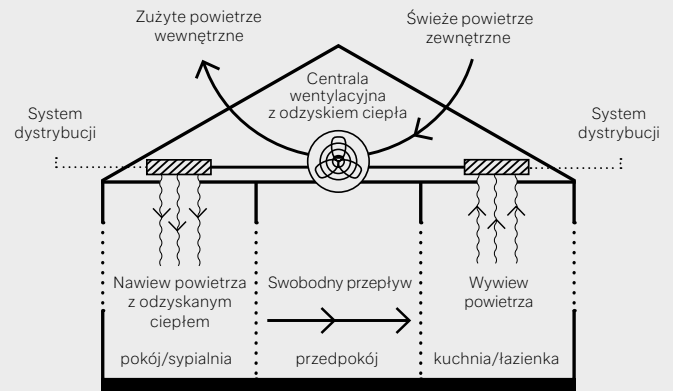 Zużyte powietrze
wewnętrzne
Świeże powietrze
zewnętrzne
Centrala
wentylacyjna
z odzyskiem ciepła
System
dystrybucji
System
dystrybucji
Nawiew powietrza
z odzyskanym
ciepłem
Swobodny przepływ
Wywiew
powietrza
pokój/sypialnia
przedpokój
kuchnia/łazienka